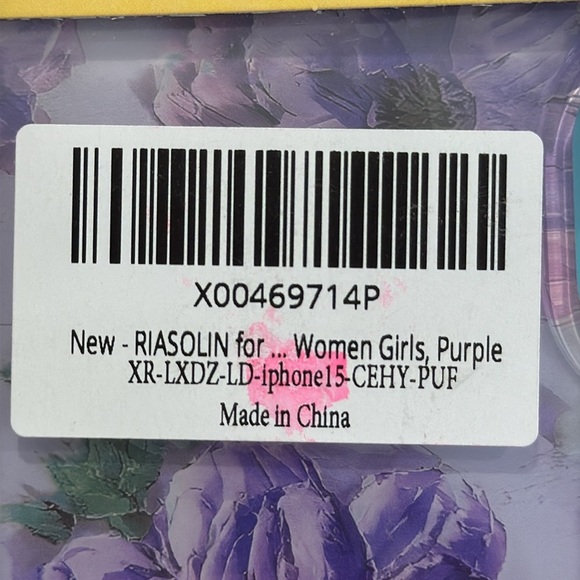 X00469714P
New - RIASOLIN for ... Women Girls, Purple
XR-LXDZ-LD-iphone15-CEHY-PUF
Made in China